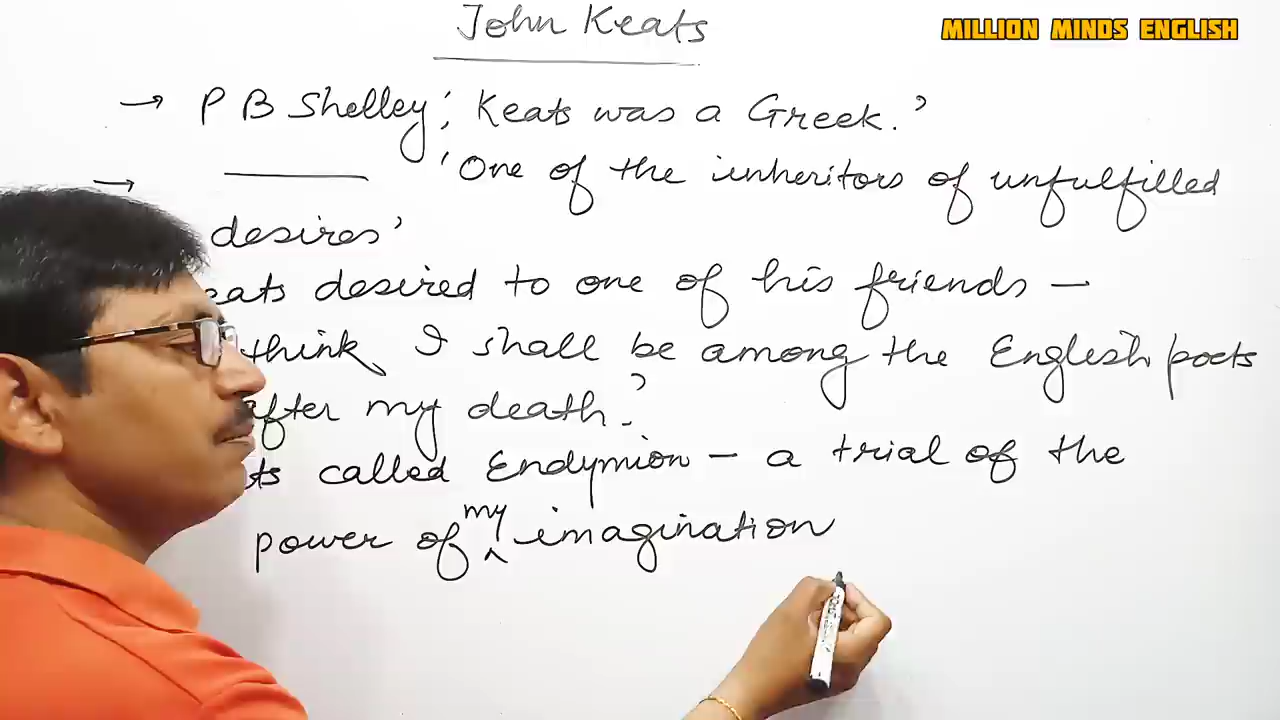 John Keats
MILLION MINDS ENGLISH
→ P B Shelley; Keats was a Greek.'
→ ——— 'One of the inheritors of unfulfilled
desires'
eats desired to one of his friends —
think I shall be among the English poets
after my death.'
ts called Endymion — a trial of the
power of my imagination